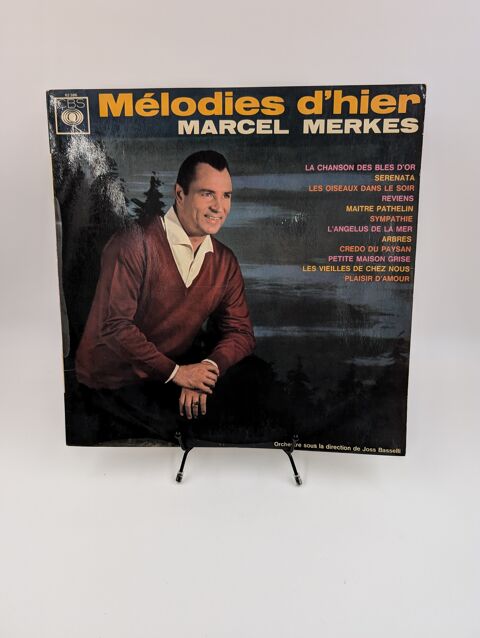 CBS
Mélodies d'hier
MARCEL MERKES
LA CHANSON DES BLES D'OR
SERENATA
LES OISEAUX DANS LE SOIR
REVIENS
MAITRE PATHELIN
SYMPATHIE
L'ANGELUS DE LA MER
ARBRES
CREDO DU PAYSAN
PETITE MAISON GRISE
LES VIEILLES DE CHEZ NOUS
PLAISIR D'AMOUR
Orchestre sous la direction de Joss Baselli